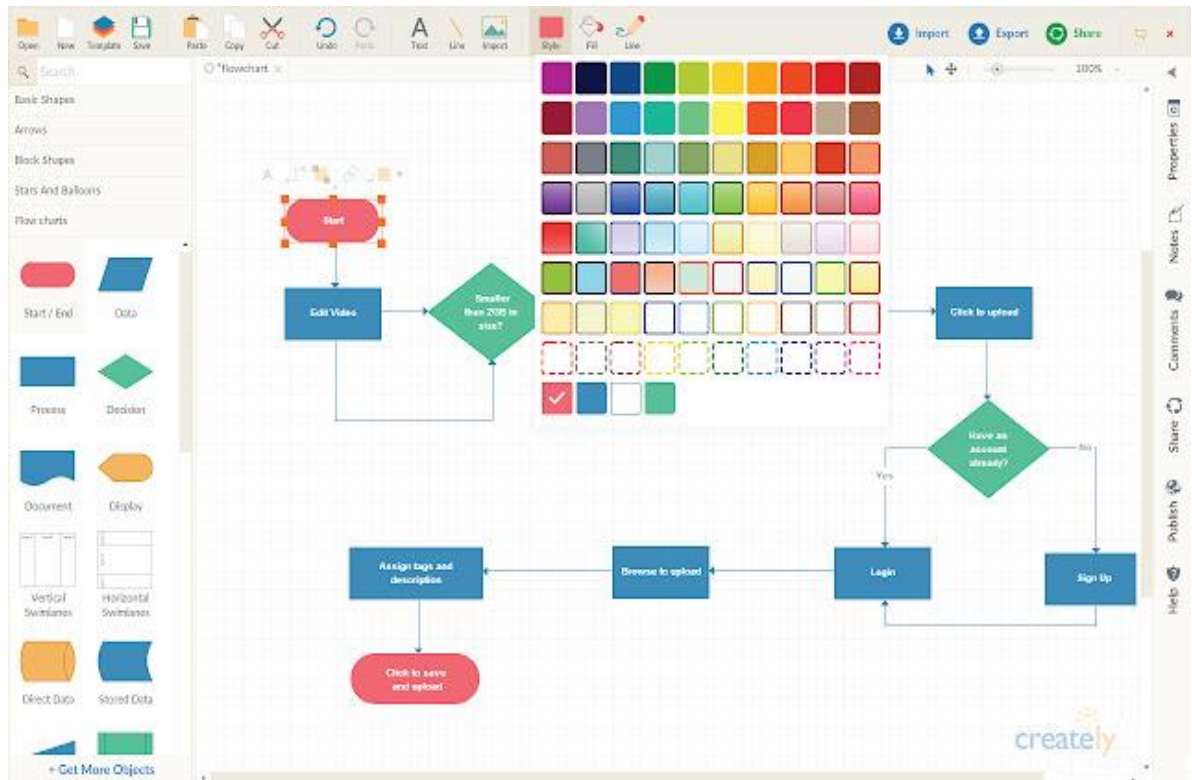 Open New Template Save Paste Copy Cut Undo Redo Text Line Import Style Fill Line
Import Export Share
Search
*flowchart
100%
Basic Shapes
Arrows
Block Shapes
Stars And Balloons
Flow charts
Start / End
Data
Process
Decision
Document
Display
Vertical
Swimlanes
Horizontal
Swimlanes
Direct Data
Stored Data
+ Get More Objects
Start
Edit Video
Smaller
than 2GB in
size?
Click to upload
Have an
account
already?
Yes
No
Assign tags and
description
Browse to upload
Login
Sign Up
Click to save
and upload
Properties
Notes
Comments
Share
Publish
Help
creately